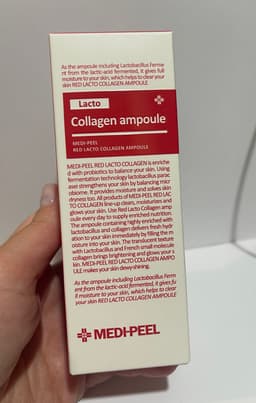 As the ampoule including Lactobacillus Ferme
nt from the lactic-acid fermented, it gives full
moisture to your skin, which helps to clear your
skin RED LACTO COLLAGEN AMPOULE
Lacto
Collagen ampoule
MEDI-PEEL
RED LACTO COLLAGEN AMPOULE
MEDI-PEEL RED LACTO COLLAGEN is enriche
d with probiotics to balance your skin. Using
fermentation technology lactobacillus parac
asei strengthens your skin by balancing micr
obiome. It provides moisture and solves skin
dryness too. All products of MEDI-PEEL RED LAC
TO COLLAGEN line-up clears, moisturizes and
glows your skin. Use Red Lacto Collagen amp
oule every day to supply enriched nutrition.
The ampoule containing highly enriched with
lactobacillus and collagen delivers fresh hydr
ation to your skin immediately by filling the m
oisture into your skin. The translucent texture
with Lactobacillus and French small molecule
collagen brings brightening and glows your s
kin. MEDI-PEEL RED LACTO COLLAGEN AMPO
ULE makes your skin dewy-shining.
As the ampoule including Lactobacillus Ferm
ent from the lactic-acid fermented, it gives fu
ll moisture to your skin, which helps to clear
your skin RED LACTO COLLAGEN AMPOULE
MEDI-PEEL